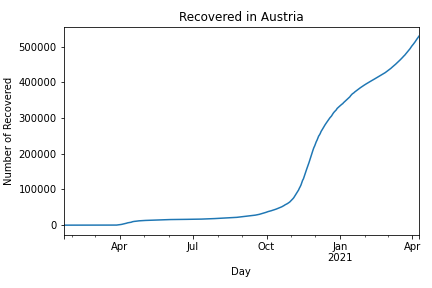 Recovered in Austria
Number of Recovered
500000
400000
300000
200000
100000
0
Apr Jul Oct Jan Apr
2021
Day